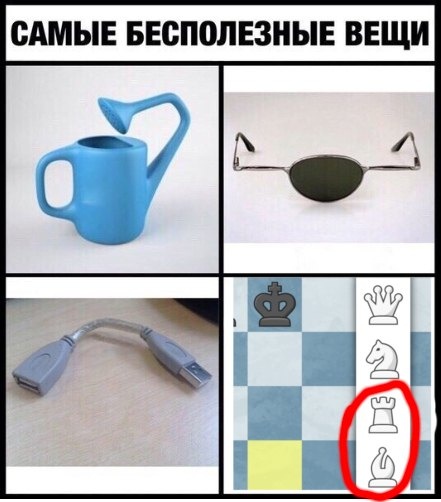 САМЫЕ БЕСПОЛЕЗНЫЕ ВЕЩИ